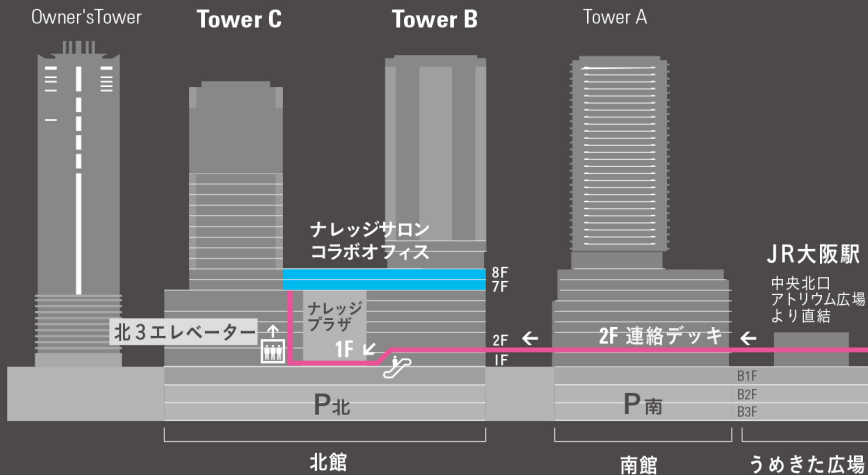 Owner'sTower
Tower C
Tower B
Tower A
ナレッジサロン
コラボオフィス
8F
7F
JR大阪駅
中央北口
アトリウム広場
より直結
北3エレベーター
ナレッジ
プラザ
1F
2F
1F
2F 連絡デッキ
B1F
B2F
B3F
P北
P南
北館
南館
うめきた広場